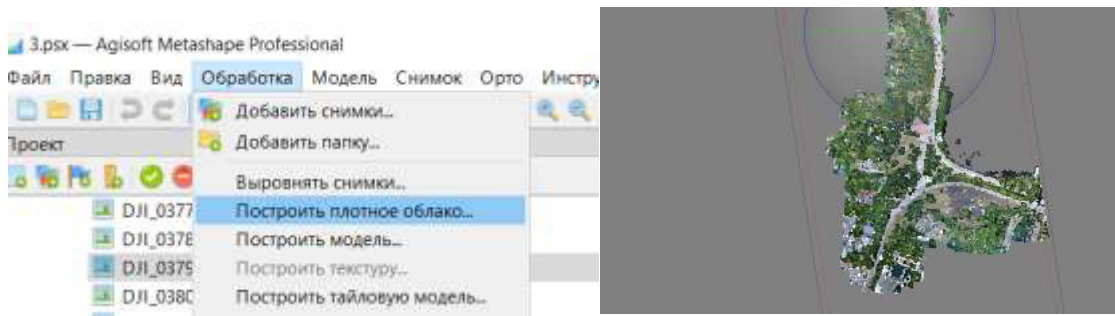 3.psx — Agisoft Metashape Professional
Файл Правка Вид Обработка Модель Снимок Орто Инстру
Добавить снимки...
Проект
Добавить папку...
Выровнять снимки...
DJI_0377
Построить плотное облако...
DJI_0378
Построить модель...
DJI_0379
Построить текстуру...
DJI_0380
Построить тайловую модель...